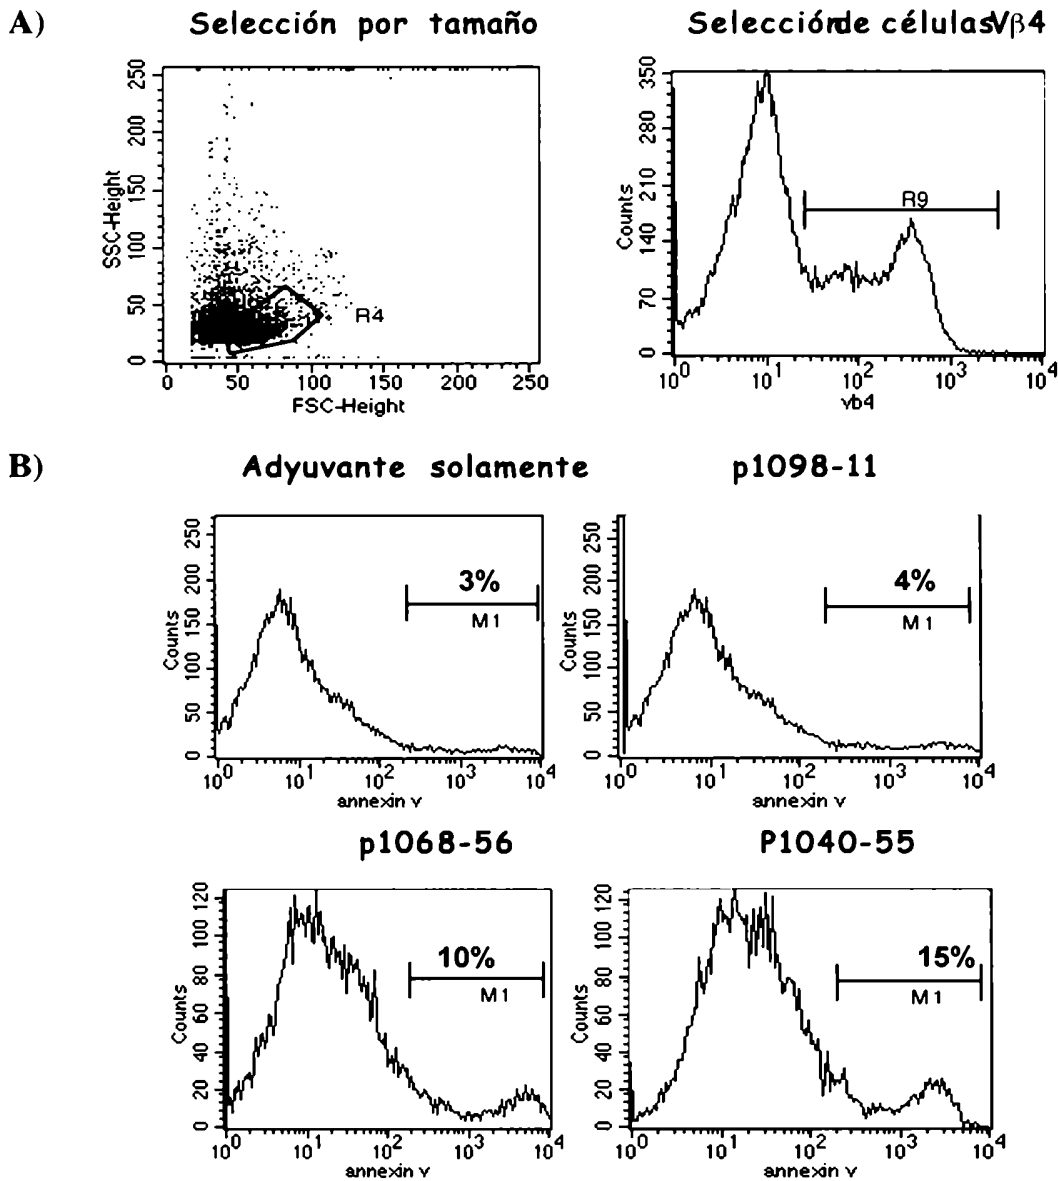 A) Selección por tamaño Selecciónde célulasVβ4
250
200
150
100
50
0
SSC-Height
R4
0 50 100 150 200 250
FSC-Height
350
280
210
140
70
0
Counts
R9
10⁰ 10¹ 10² 10³ 10⁴
vb4
B) Adyuvante solamente p1098-11
250
200
150
100
50
0
Counts
3%
M1
10⁰ 10¹ 10² 10³ 10⁴
annexin v
250
200
150
100
50
0
Counts
4%
M1
10⁰ 10¹ 10² 10³ 10⁴
annexin v
p1068-56 P1040-55
120
100
80
60
40
20
0
Counts
10%
M1
10⁰ 10¹ 10² 10³ 10⁴
annexin v
120
100
80
60
40
20
0
Counts
15%
M1
10⁰ 10¹ 10² 10³ 10⁴
annexin v